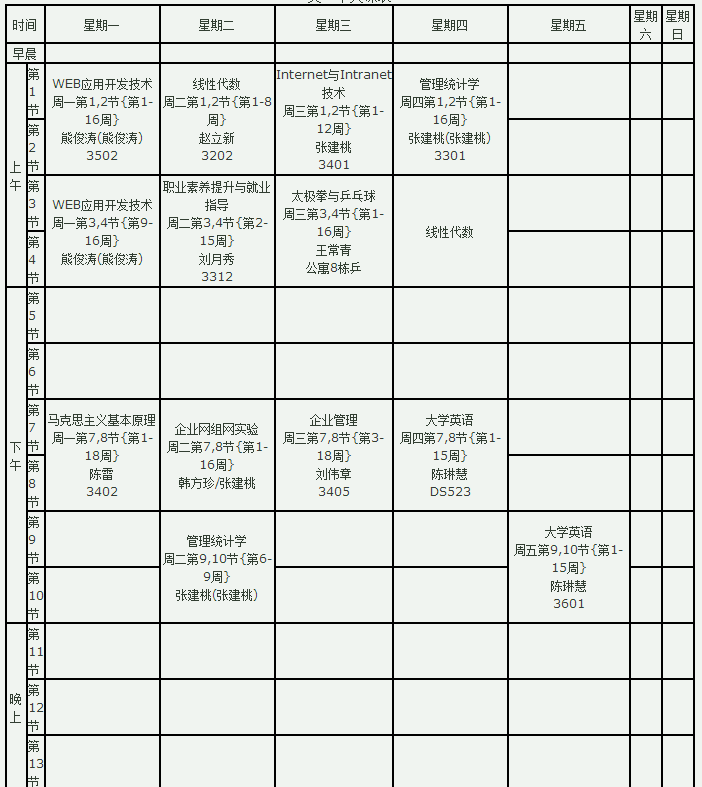 时间
星期一
星期二
星期三
星期四
星期五
星期
六
星期
日
早晨
上
午
第
1
节
WEB应用开发技术
周一第1,2节{第1-
16周}
熊俊涛(熊俊涛)
3502
线性代数
周二第1,2节{第1-8
周}
赵立新
3202
Internet与Intranet
技术
周三第1,2节{第1-
12周}
张建桃
3401
管理统计学
周四第1,2节{第1-
16周}
张建桃(张建桃)
3301
第
2
节
第
3
节
WEB应用开发技术
周一第3,4节{第9-
16周}
熊俊涛(熊俊涛)
职业素养提升与就业
指导
周二第3,4节{第2-
15周}
刘月秀
3312
太极拳与乒乓球
周三第3,4节{第1-
16周}
王常青
公寓8栋乒
线性代数
第
4
节
下
午
第
5
节
第
6
节
第
7
节
马克思主义基本原理
周一第7,8节{第1-
18周}
陈雷
3402
企业网组网实验
周二第7,8节{第1-
16周}
韩方珍/张建桃
企业管理
周三第7,8节{第3-
18周}
刘伟章
3405
大学英语
周四第7,8节{第1-
15周}
陈琳慧
DS523
第
8
节
第
9
节
管理统计学
周二第9,10节{第6-
9周}
张建桃(张建桃)
大学英语
周五第9,10节{第1-
15周}
陈琳慧
3601
第
10
节
晚
上
第
11
节
第
12
节
第
13
节